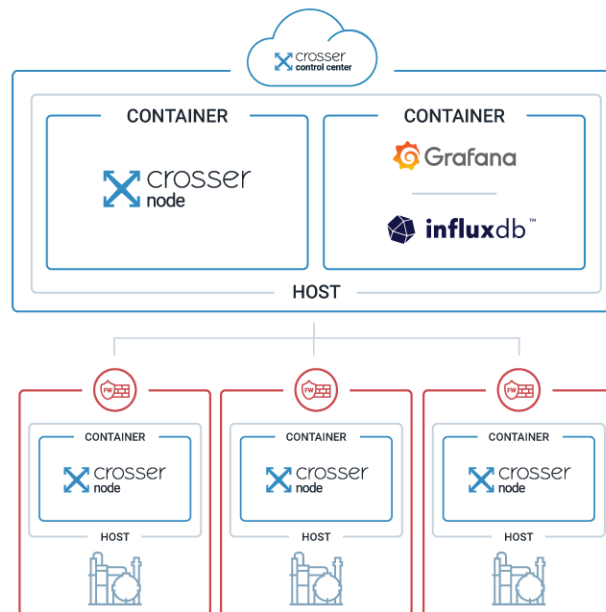 crosser
control center
CONTAINER
CONTAINER
crosser
node
Grafana
influxdb™
HOST
FW
FW
FW
CONTAINER
CONTAINER
CONTAINER
crosser
node
crosser
node
crosser
node
HOST
HOST
HOST